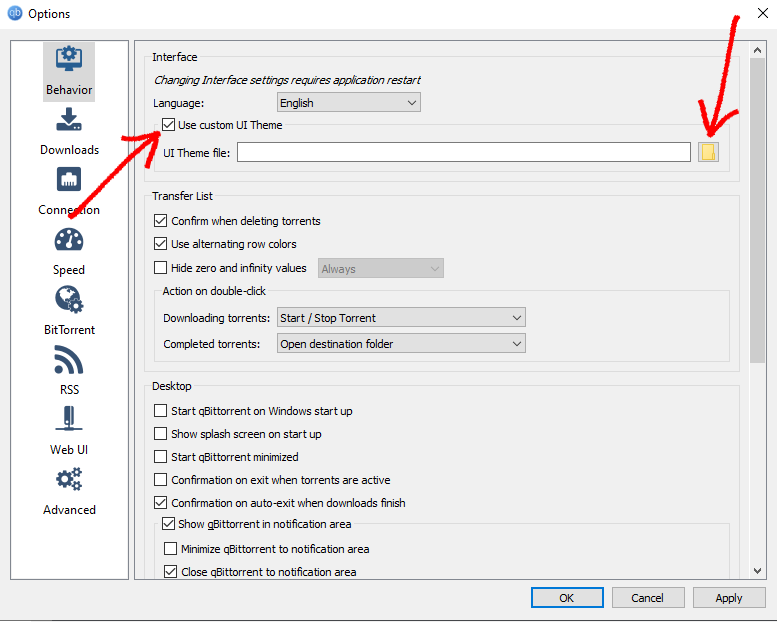 qb Options
Behavior
Downloads
Connection
Speed
BitTorrent
RSS
Web UI
Advanced
Interface
Changing Interface settings requires application restart
Language: English
Use custom UI Theme
UI Theme file:
Transfer List
Confirm when deleting torrents
Use alternating row colors
Hide zero and infinity values Always
Action on double-click
Downloading torrents: Start / Stop Torrent
Completed torrents: Open destination folder
Desktop
Start qBittorrent on Windows start up
Show splash screen on start up
Start qBittorrent minimized
Confirmation on exit when torrents are active
Confirmation on auto-exit when downloads finish
Show qBittorrent in notification area
Minimize qBittorrent to notification area
Close qBittorrent to notification area
OK Cancel Apply